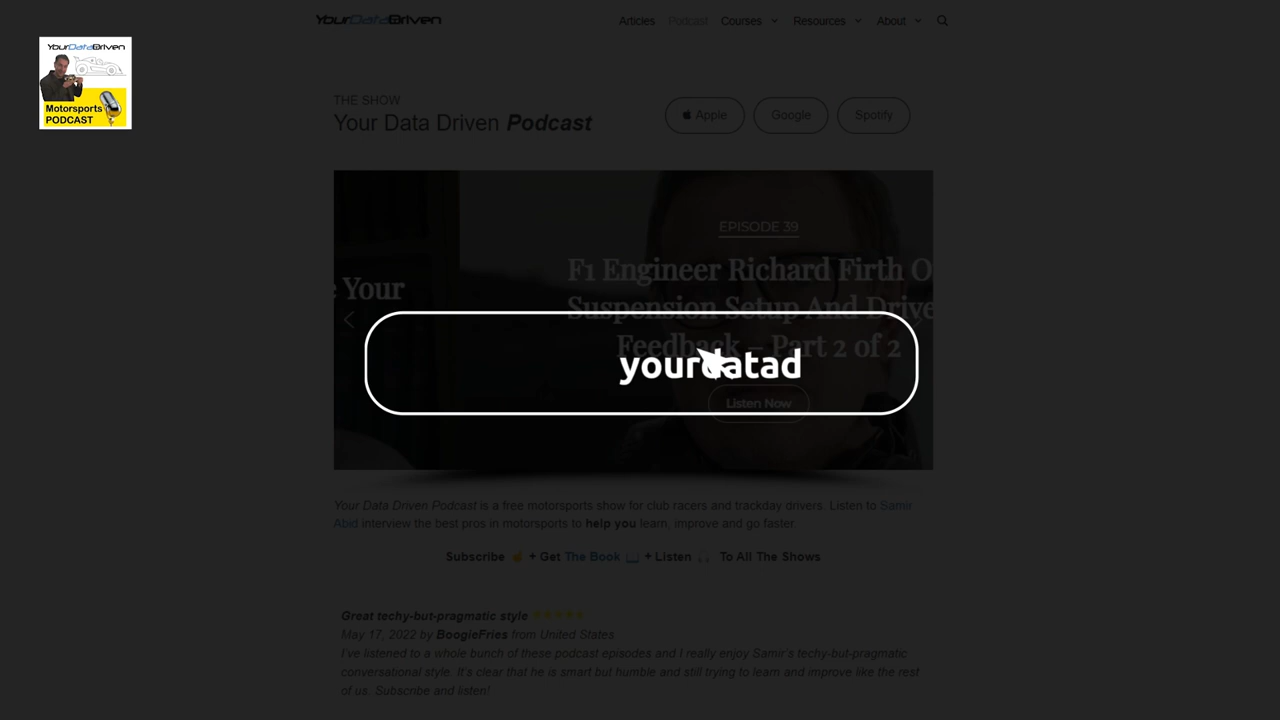 YourDataDriven
Articles Podcast Courses Resources About
YourDataDriven
Motorsports
PODCAST
THE SHOW
Your Data Driven Podcast
Apple Google Spotify
EPISODE 39
F1 Engineer Richard Firth O
Your
Suspension Setup And Drive
Feedback – Part 2 of 2
yourdatad
Listen Now
Your Data Driven Podcast is a free motorsports show for club racers and trackday drivers. Listen to Samir
Abid interview the best pros in motorsports to help you learn, improve and go faster.
Subscribe + Get The Book + Listen To All The Shows
Great techy-but-pragmatic style
May 17, 2022 by BoogieFries from United States
I've listened to a whole bunch of these podcast episodes and I really enjoy Samir's techy-but-pragmatic
conversational style. It's clear that he is smart but humble and still trying to learn and improve like the rest
of us. Subscribe and listen!